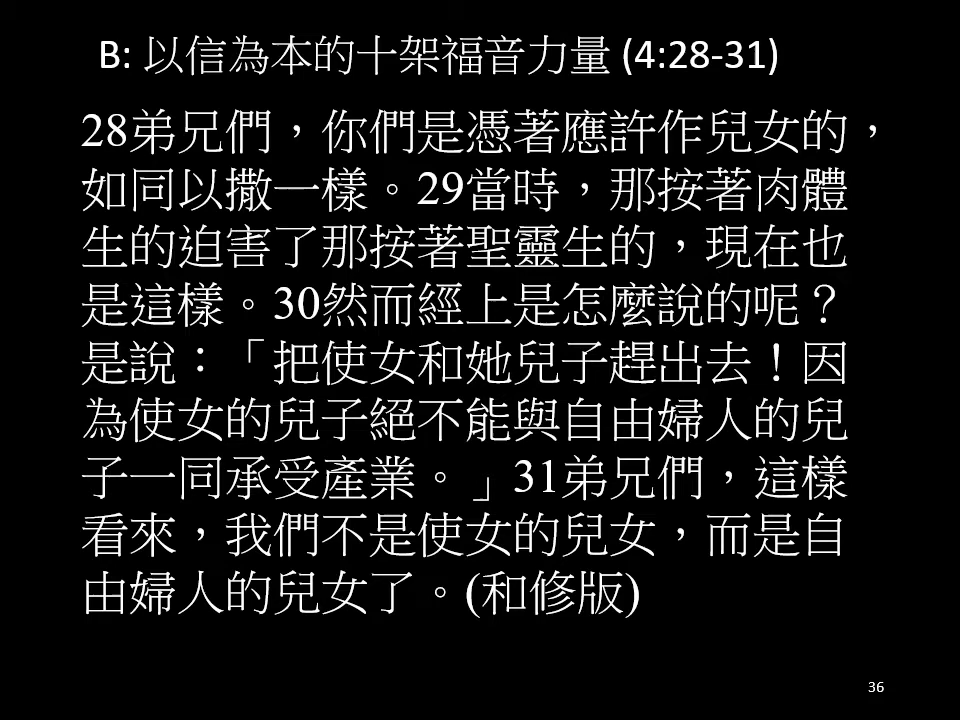 B: 以信為本的十架福音力量 (4:28-31)
28弟兄們，你們是憑著應許作兒女的，
如同以撒一樣。29當時，那按著肉體
生的迫害了那按著聖靈生的，現在也
是這樣。30然而經上是怎麼說的呢？
是說：「把使女和她兒子趕出去！因
為使女的兒子絕不能與自由婦人的兒
子一同承受產業。」31弟兄們，這樣
看來，我們不是使女的兒女，而是自
由婦人的兒女了。(和修版)
36